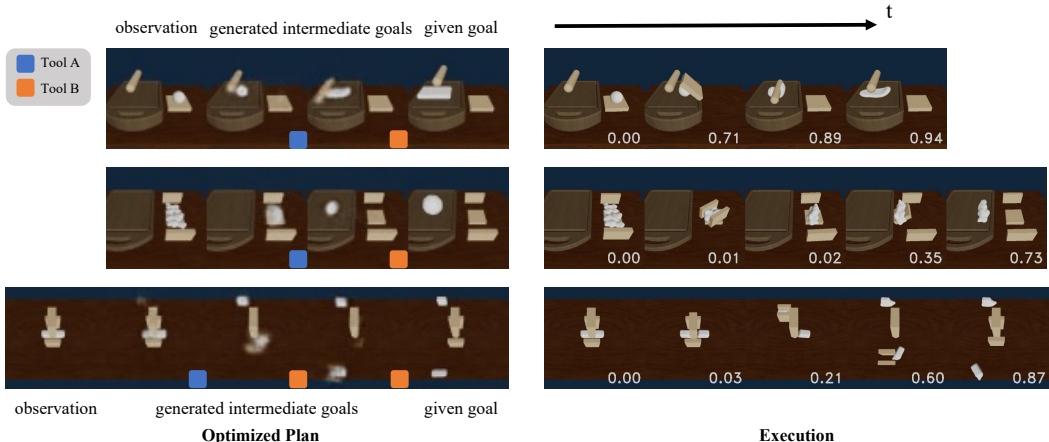 observation generated intermediate goals given goal
t
Tool A
Tool B
0.00 0.71 0.89 0.94
0.00 0.01 0.02 0.35 0.73
0.00 0.03 0.21 0.60 0.87
observation generated intermediate goals given goal
Optimized Plan Execution